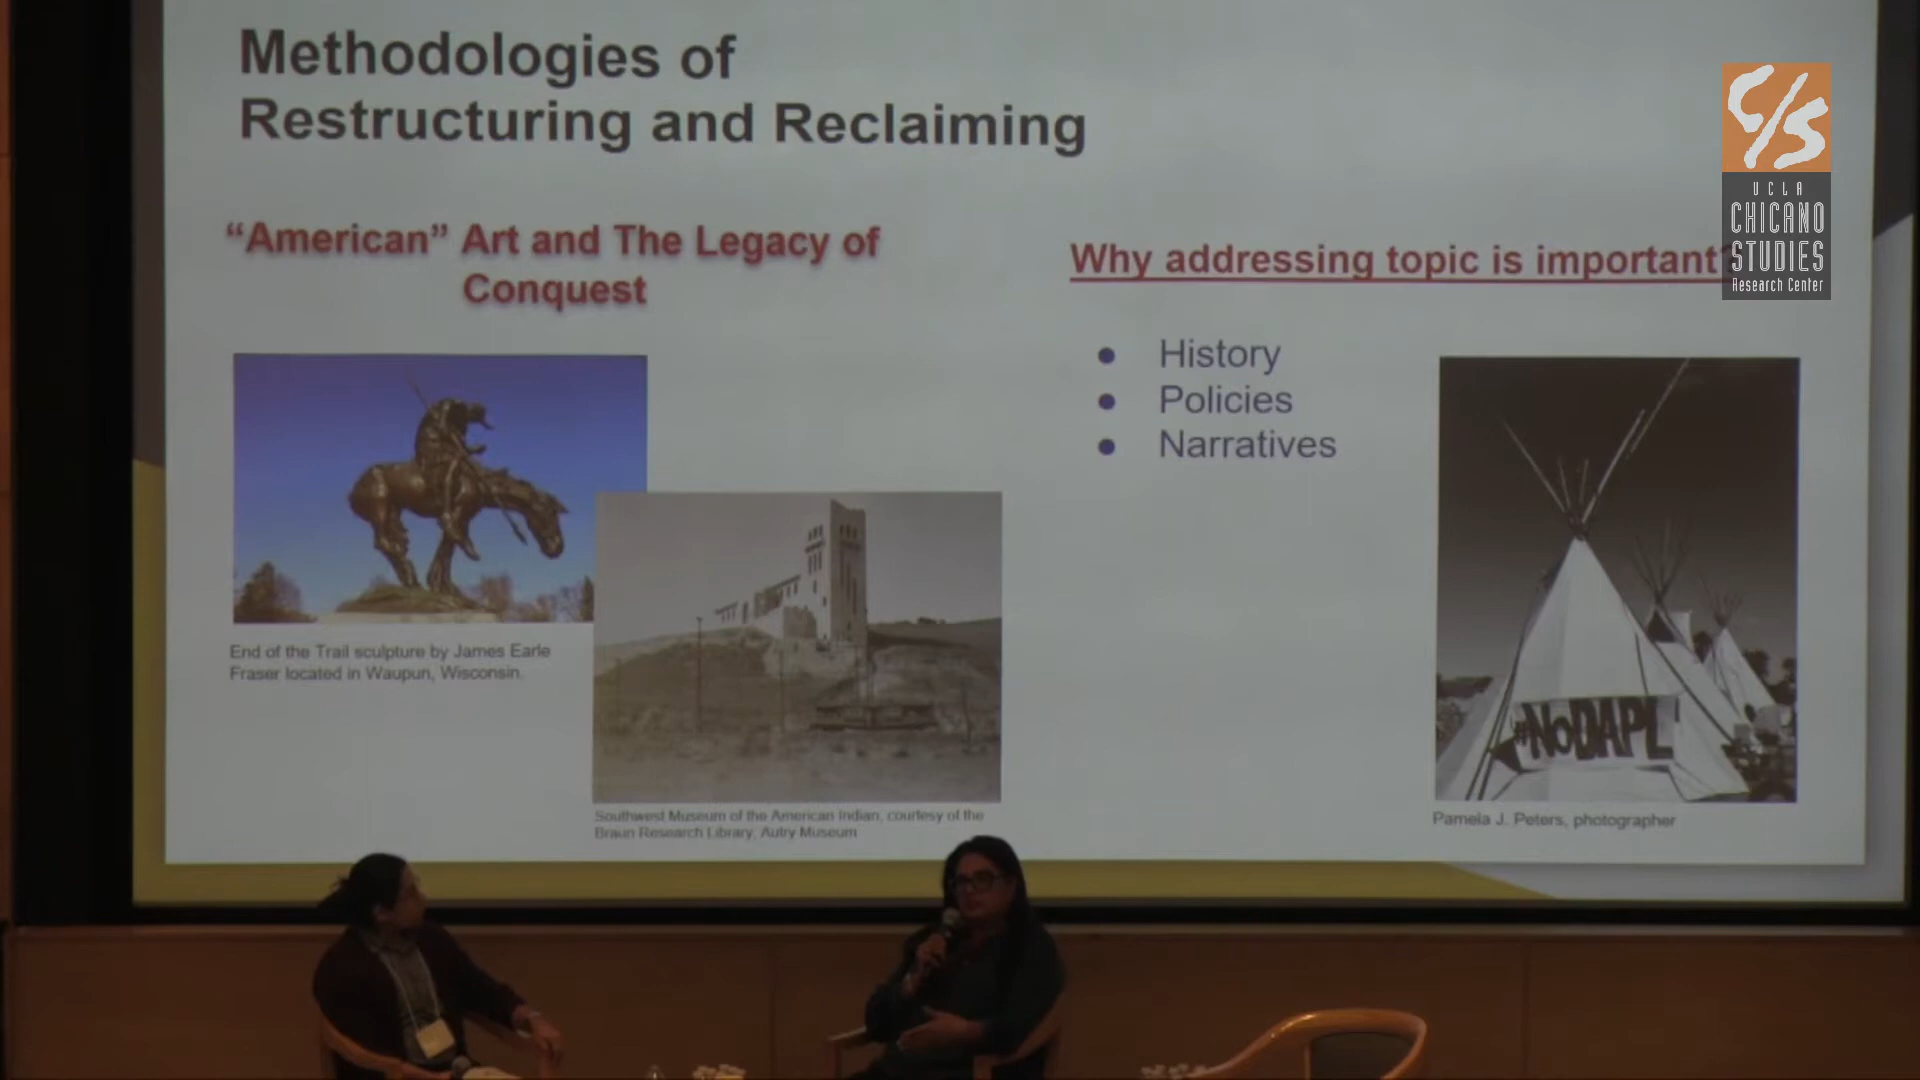 Methodologies of
Restructuring and Reclaiming
“American” Art and The Legacy of
Conquest
Why addressing topic is important?
● History
● Policies
● Narratives
End of the Trail sculpture by James Earle
Fraser located in Waupun, Wisconsin.
Southwest Museum of the American Indian, courtesy of the
Braun Research Library, Autry Museum
#NoDAPL
Pamela J. Peters, photographer
C/S
UCLA
CHICANO
STUDIES
Research Center